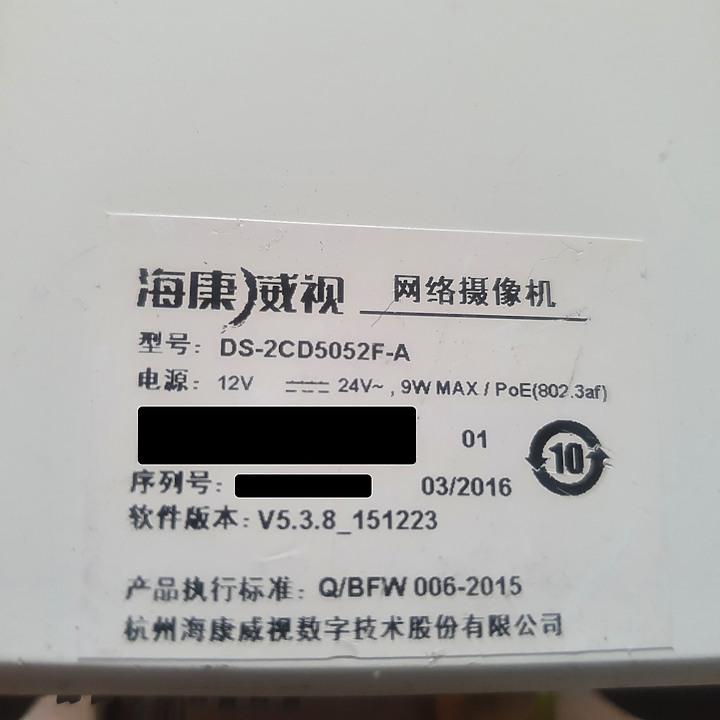 海康威视 网络摄像机
型号: DS-2CD5052F-A
电源: 12V ⎓ 24V~ , 9W MAX / PoE(802.3af)
01
10
序列号: 03/2016
软件版本: V5.3.8_151223
产品执行标准: Q/BFW 006-2015
杭州海康威视数字技术股份有限公司